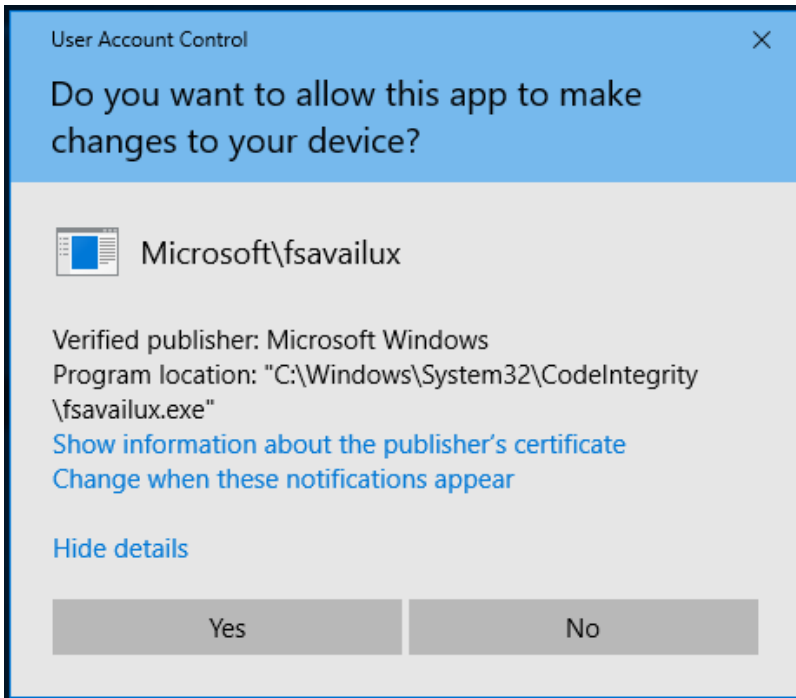 User Account Control
Do you want to allow this app to make
changes to your device?
Microsoft\fsavailux
Verified publisher: Microsoft Windows
Program location: "C:\Windows\System32\CodeIntegrity
\fsavailux.exe"
Show information about the publisher's certificate
Change when these notifications appear
Hide details
Yes
No